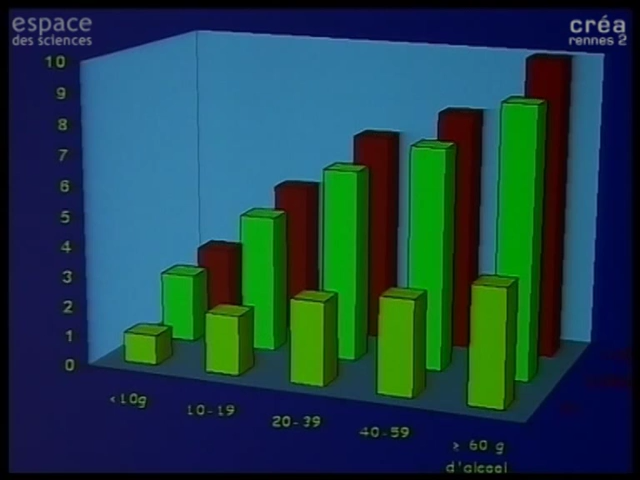 espace
des sciences
créa
rennes 2
10
9
8
7
6
5
4
3
2
1
0
<10g
10-19
20-39
40-59
≥ 60 g
d'alcool